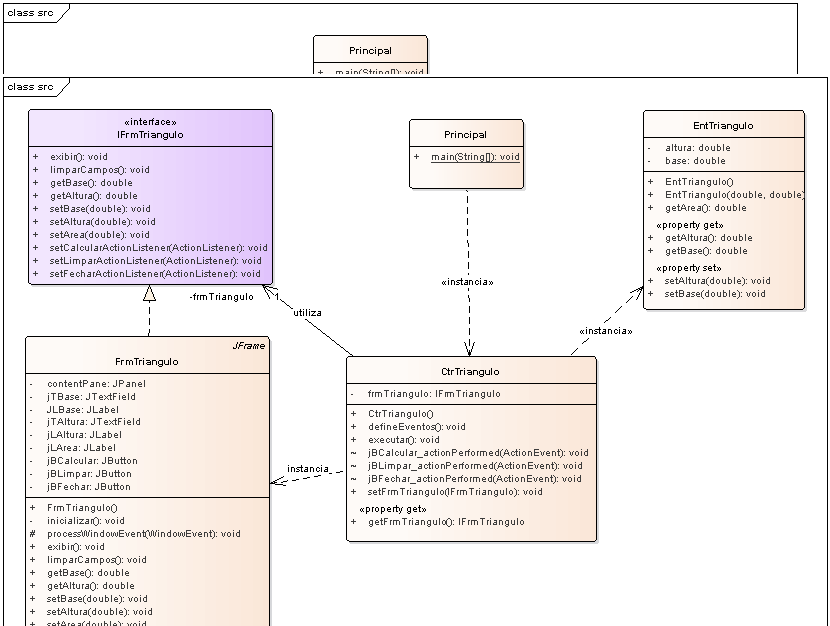 class src
Principal
+ main(String[]): void
class src
«interface»
IFrmTriangulo
+ exibir(): void
+ limparCampos(): void
+ getBase(): double
+ getAltura(): double
+ setBase(double): void
+ setAltura(double): void
+ setArea(double): void
+ setCalcularActionListener(ActionListener): void
+ setLimparActionListener(ActionListener): void
+ setFecharActionListener(ActionListener): void
Principal
+ main(String[]): void
EntTriangulo
- altura: double
- base: double
+ EntTriangulo()
+ EntTriangulo(double, double)
+ getArea(): double
«property get»
+ getAltura(): double
+ getBase(): double
«property set»
+ setAltura(double): void
+ setBase(double): void
-frmTriangulo
1
utiliza
«instancia»
«instancia»
JFrame
FrmTriangulo
- contentPane: JPanel
- jTBase: JTextField
- JLBase: JLabel
- jTAltura: JTextField
- jLAltura: JLabel
- jLArea: JLabel
- jBCalcular: JButton
- jBLimpar: JButton
- jBFechar: JButton
+ FrmTriangulo()
- inicializar(): void
# processWindowEvent(WindowEvent): void
+ exibir(): void
+ limparCampos(): void
+ getBase(): double
+ getAltura(): double
+ setBase(double): void
+ setAltura(double): void
+ setArea(double): void
instancia
CtrTriangulo
- frmTriangulo: IFrmTriangulo
+ CtrTriangulo()
+ defineEventos(): void
+ executar(): void
~ jBCalcular_actionPerformed(ActionEvent): void
~ jBLimpar_actionPerformed(ActionEvent): void
~ jBFechar_actionPerformed(ActionEvent): void
+ setFrmTriangulo(IFrmTriangulo): void
«property get»
+ getFrmTriangulo(): IFrmTriangulo